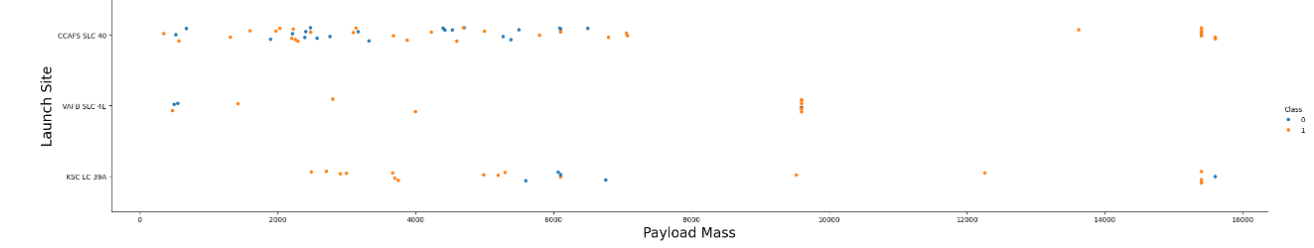 CCAFS SLC 40
VAFB SLC 4E
KSC LC 39A
Launch Site
0 2000 4000 6000 8000 10000 12000 14000 16000
Payload Mass
Class
0
1